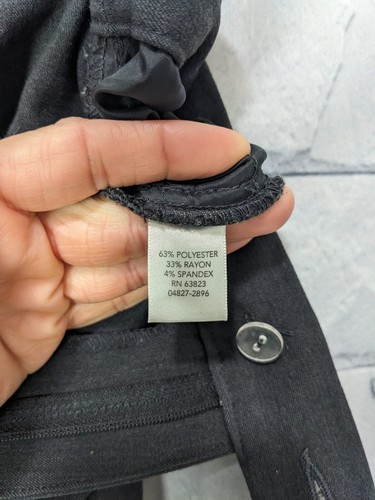 63% POLYESTER
33% RAYON
4% SPANDEX
RN 63823
04827-2896